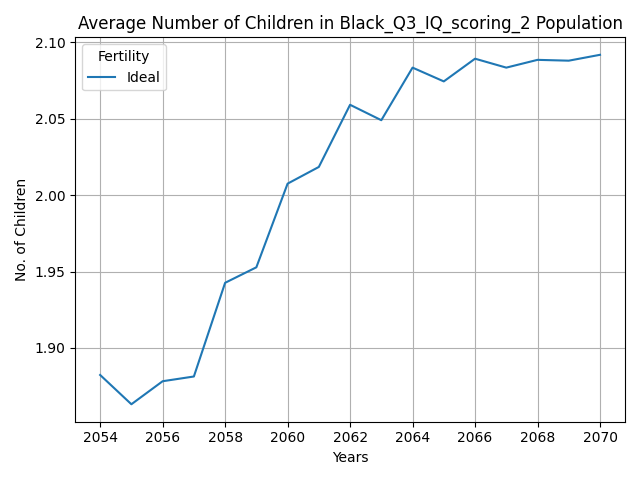 Average Number of Children in Black_Q3_IQ_scoring_2 Population
Fertility
Ideal
2.10
2.05
2.00
1.95
1.90
No. of Children
2054 2056 2058 2060 2062 2064 2066 2068 2070
Years